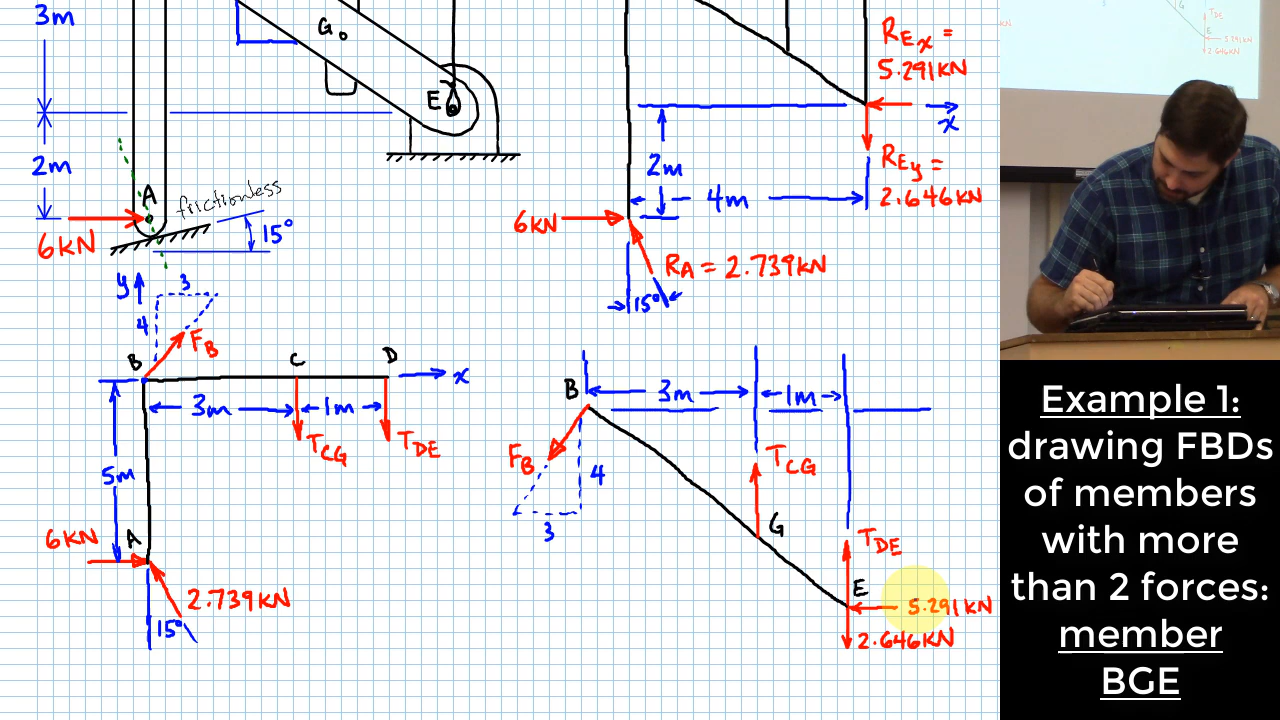 3m
2m
G
E
A
frictionless
6KN
15°
R_Ex =
5.291KN
x
R_Ey =
2.646KN
2m
4m
6KN
R_A = 2.739KN
15°
y
3
4
F_B
B
C
D
x
3m
1m
T_CG
T_DE
5m
6KN
A
2.739KN
15°
B
3m
1m
F_B
4
3
T_CG
G
T_DE
E
5.291KN
2.646KN
Example 1:
drawing FBDs
of members
with more
than 2 forces:
member
BGE